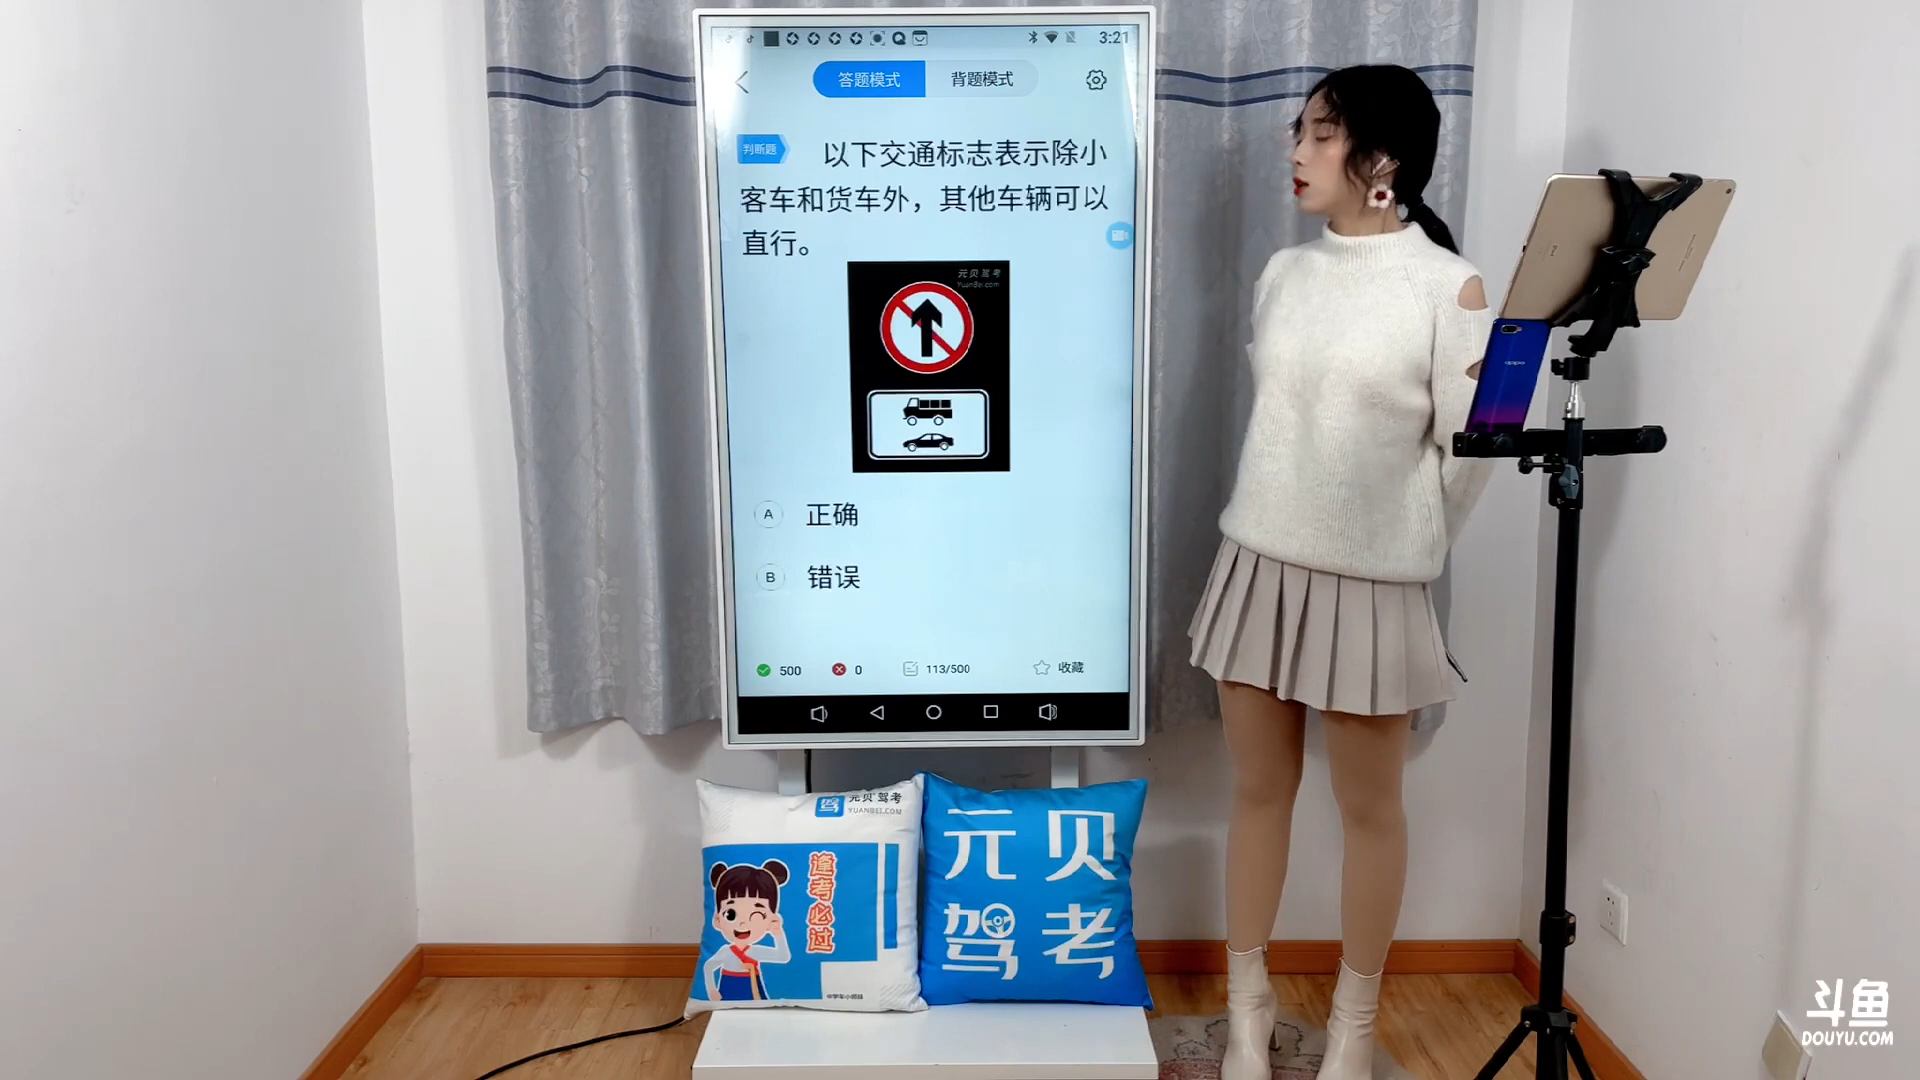 3:21
答题模式
背题模式
判断题
以下交通标志表示除小
客车和货车外，其他车辆可以
直行。
元贝驾考
YuanBei.com
A 正确
B 错误
500
0
113/500
收藏
oppo
元贝驾考
YUANBEI.COM
逢考必过
元贝
驾考
斗鱼
DOUYU.COM